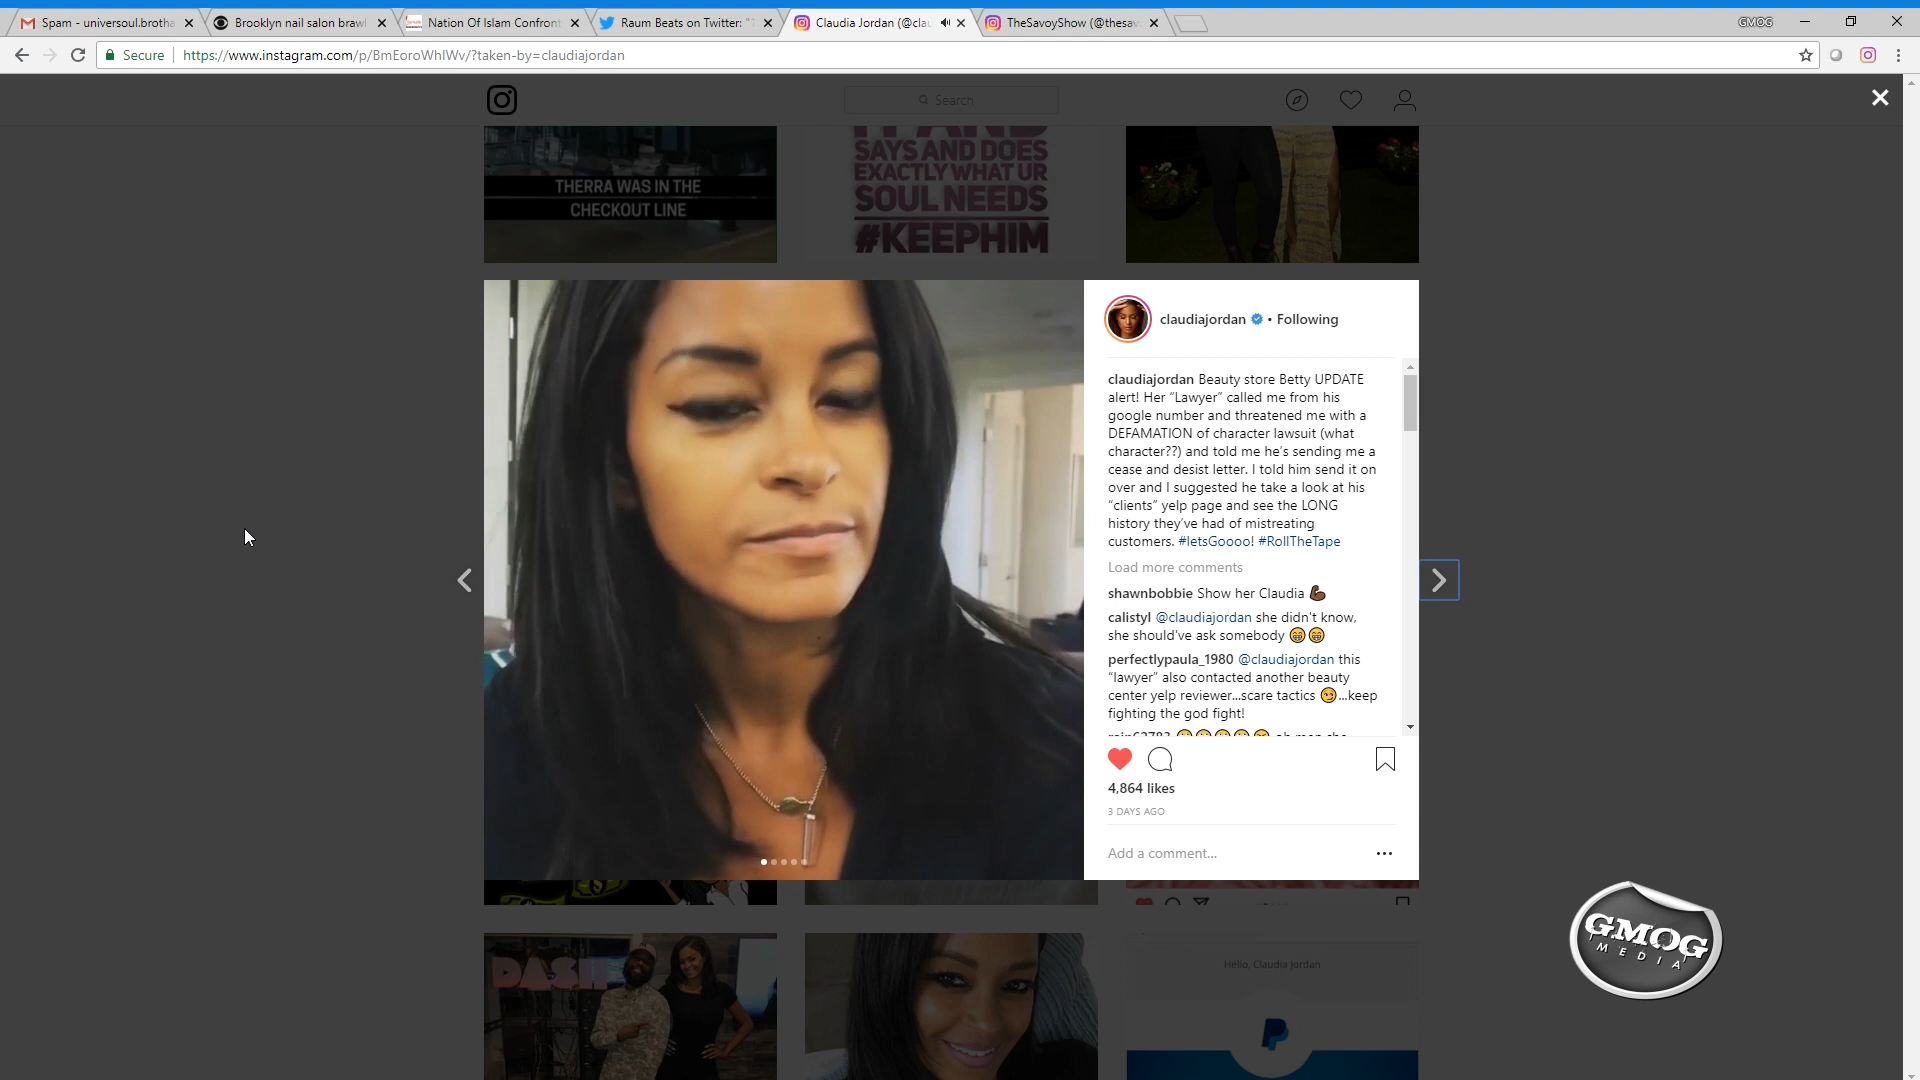 Spam - universoul.brotha
Brooklyn nail salon brawl
Nation Of Islam Confront
Raum Beats on Twitter: "
Claudia Jordan (@clau
TheSavoyShow (@thesav
GMOG
Secure
https://www.instagram.com/p/BmEoroWhlWv/?taken-by=claudiajordan
Search
THERRA WAS IN THE
CHECKOUT LINE
SAYS AND DOES
EXACTLY WHAT UR
SOUL NEEDS
#KEEPHIM
claudiajordan • Following
claudiajordan Beauty store Betty UPDATE
alert! Her “Lawyer” called me from his
google number and threatened me with a
DEFAMATION of character lawsuit (what
character??) and told me he’s sending me a
cease and desist letter. I told him send it on
over and I suggested he take a look at his
“clients” yelp page and see the LONG
history they’ve had of mistreating
customers. #letsGoooo! #RollTheTape
Load more comments
shawnbobbie Show her Claudia 💪🏿
calistyl @claudiajordan she didn't know,
she should've ask somebody 😁😁
perfectlypaula_1980 @claudiajordan this
“lawyer” also contacted another beauty
center yelp reviewer...scare tactics 😏...keep
fighting the god fight!
4,864 likes
3 DAYS AGO
Add a comment...
DASH
Hello, Claudia Jordan
GMOG
MEDIA